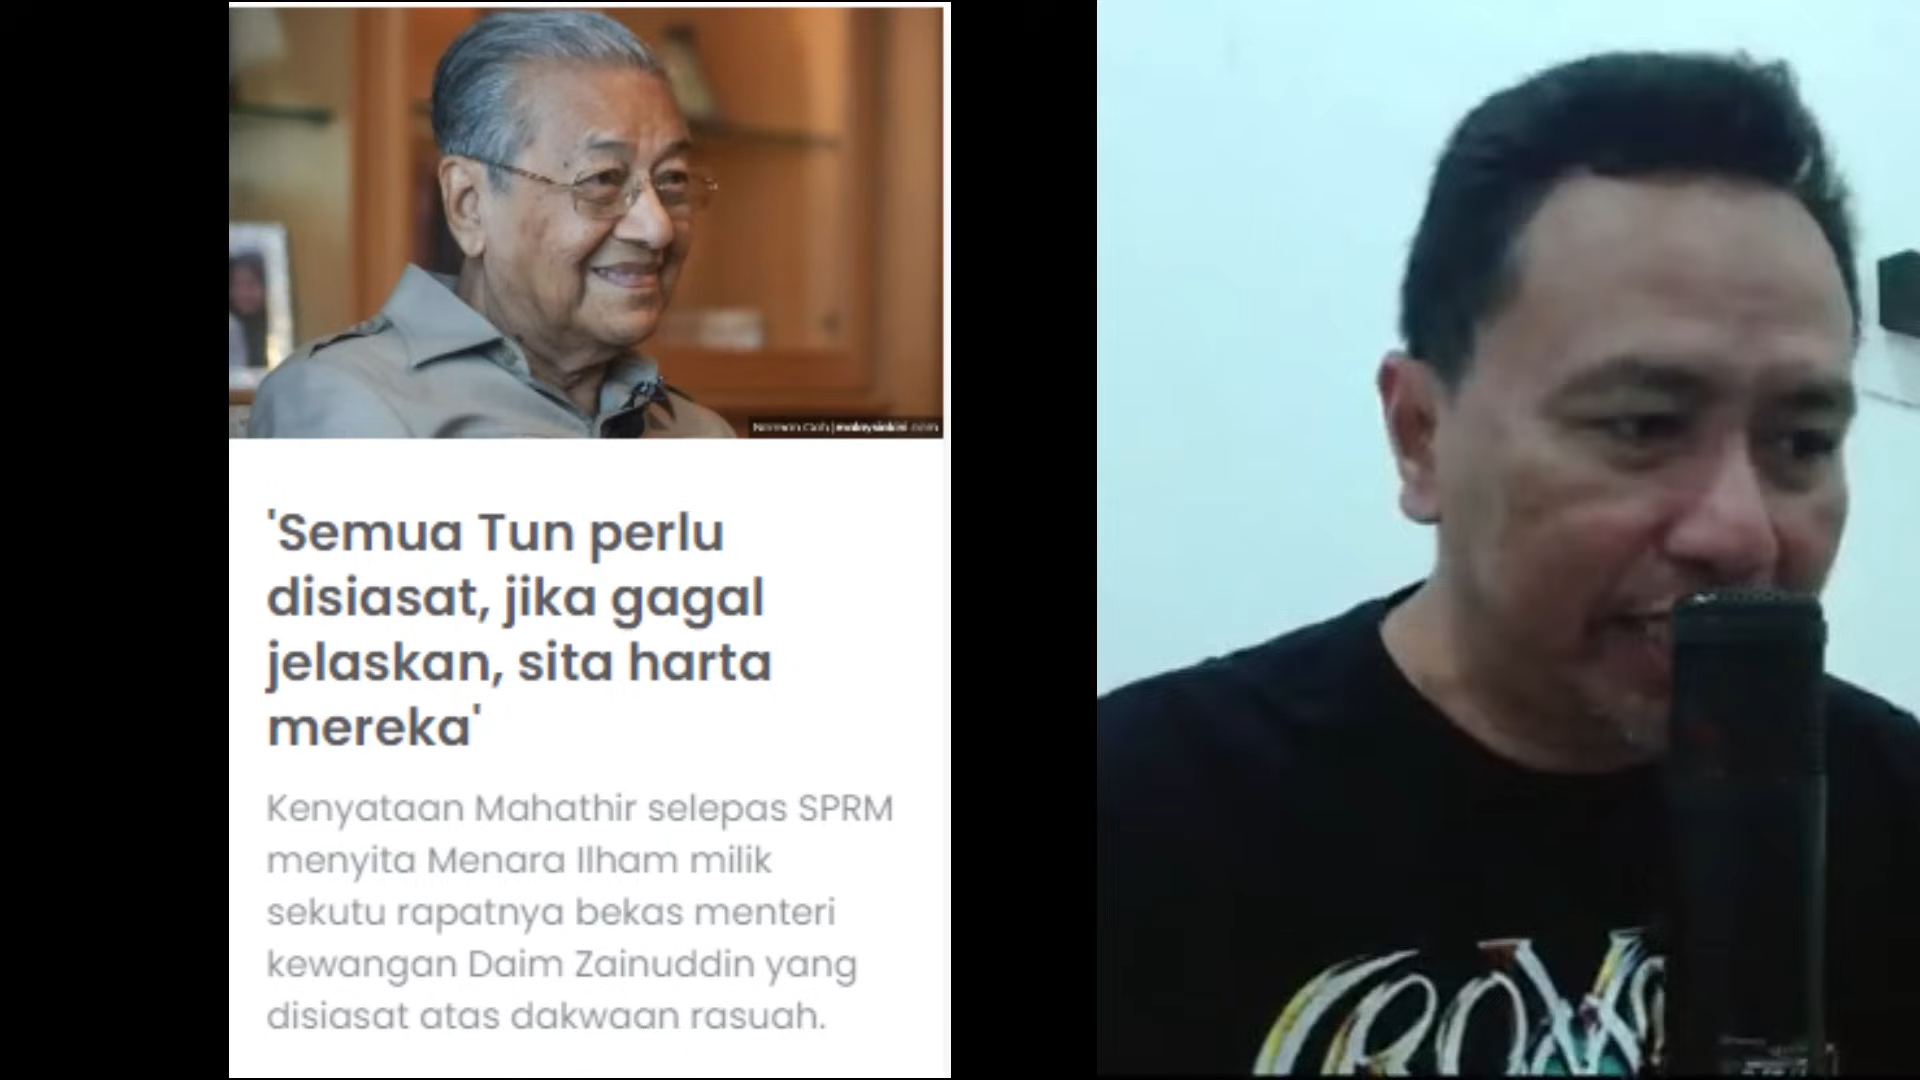 'Semua Tun perlu
disiasat, jika gagal
jelaskan, sita harta
mereka'
Kenyataan Mahathir selepas SPRM
menyita Menara Ilham milik
sekutu rapatnya bekas menteri
kewangan Daim Zainuddin yang
disiasat atas dakwaan rasuah.